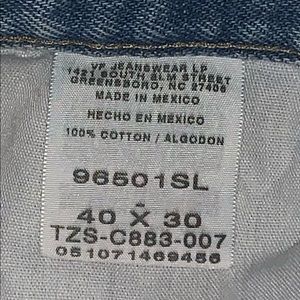 VF JEANSWEAR LP
1421 SOUTH ELM STREET
GREENSBORO, NC 27406
MADE IN MEXICO
HECHO EN MEXICO
100% COTTON / ALGODON
96501SL
40 X 30
TZS-C883-007
051071469456